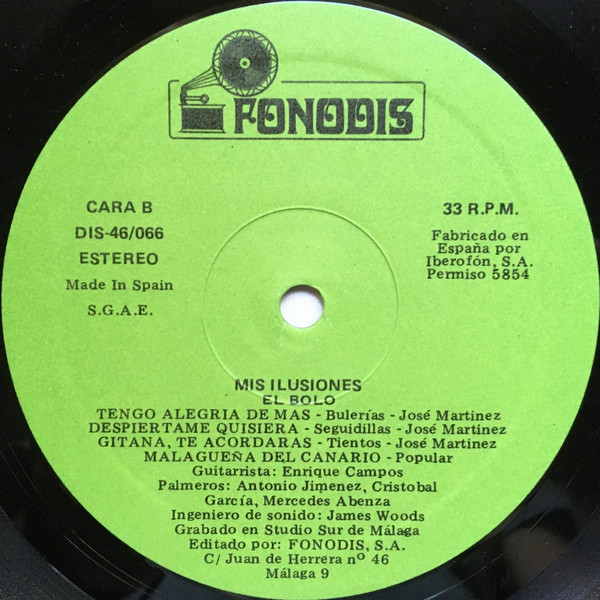 FONODIS
CARA B
DIS-46/066
ESTEREO
Made In Spain
S.G.A.E.
33 R.P.M.
Fabricado en
España por
Iberofón, S.A.
Permiso 5854
MIS ILUSIONES
EL BOLO
TENGO ALEGRIA DE MAS - Bulerías - José Martinez
DESPIERTAME QUISIERA - Seguidillas - José Martinez
GITANA, TE ACORDARAS - Tientos - José Martinez
MALAGUEÑA DEL CANARIO - Popular
Guitarrista: Enrique Campos
Palmeros: Antonio Jimenez, Cristobal
García, Mercedes Abenza
Ingeniero de sonido: James Woods
Grabado en Studio Sur de Málaga
Editado por: FONODIS, S.A.
C/ Juan de Herrera nº 46
Málaga 9